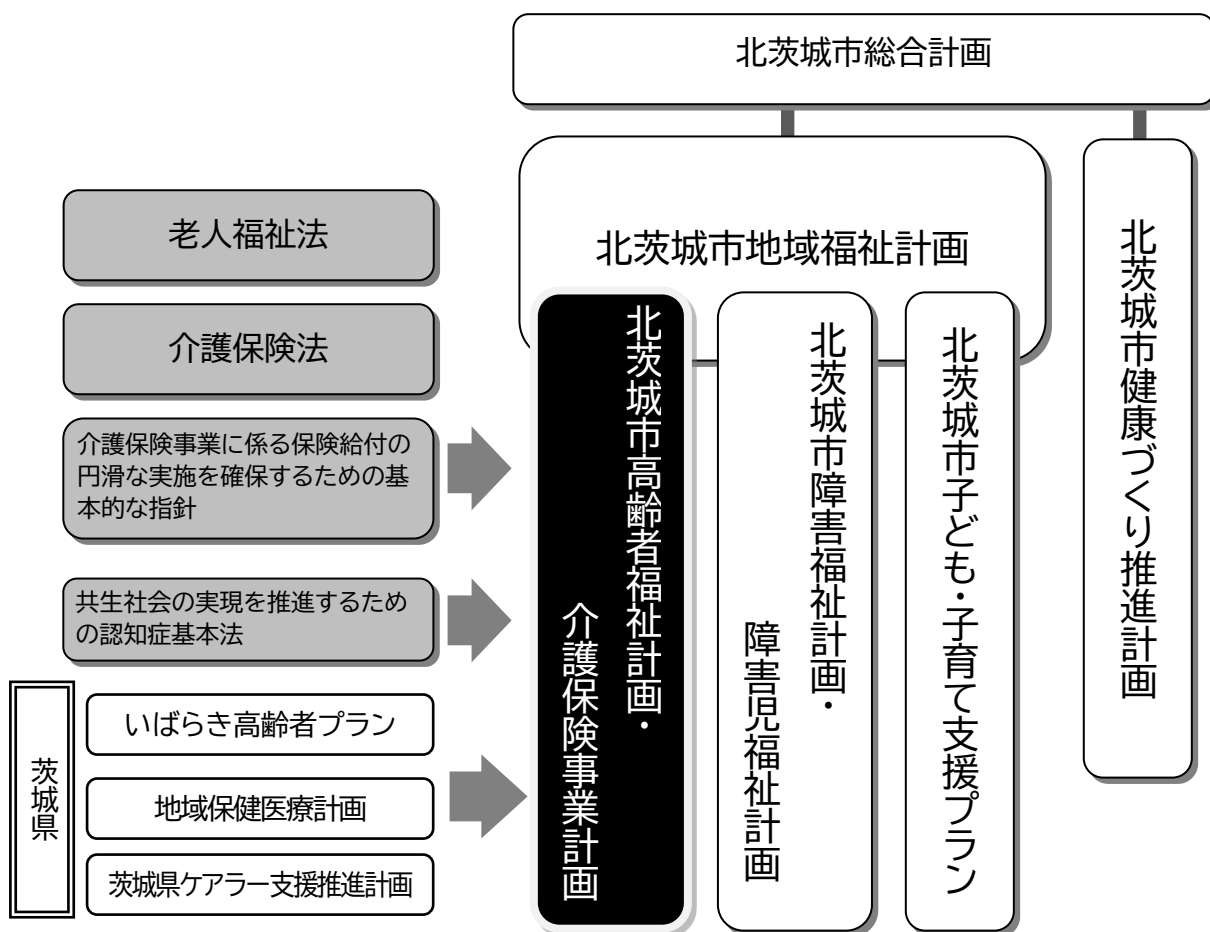 北茨城市総合計画
北茨城市地域福祉計画
北茨城市健康づくり推進計画
老人福祉法
介護保険法
介護保険事業に係る保険給付の
円滑な実施を確保するための基
本的な指針
共生社会の実現を推進するため
の認知症基本法
茨城県
いばらき高齢者プラン
地域保健医療計画
茨城県ケアラー支援推進計画
北茨城市高齢者福祉計画・
介護保険事業計画
北茨城市障害福祉計画・
障害児福祉計画
北茨城市子ども・子育て支援プラン